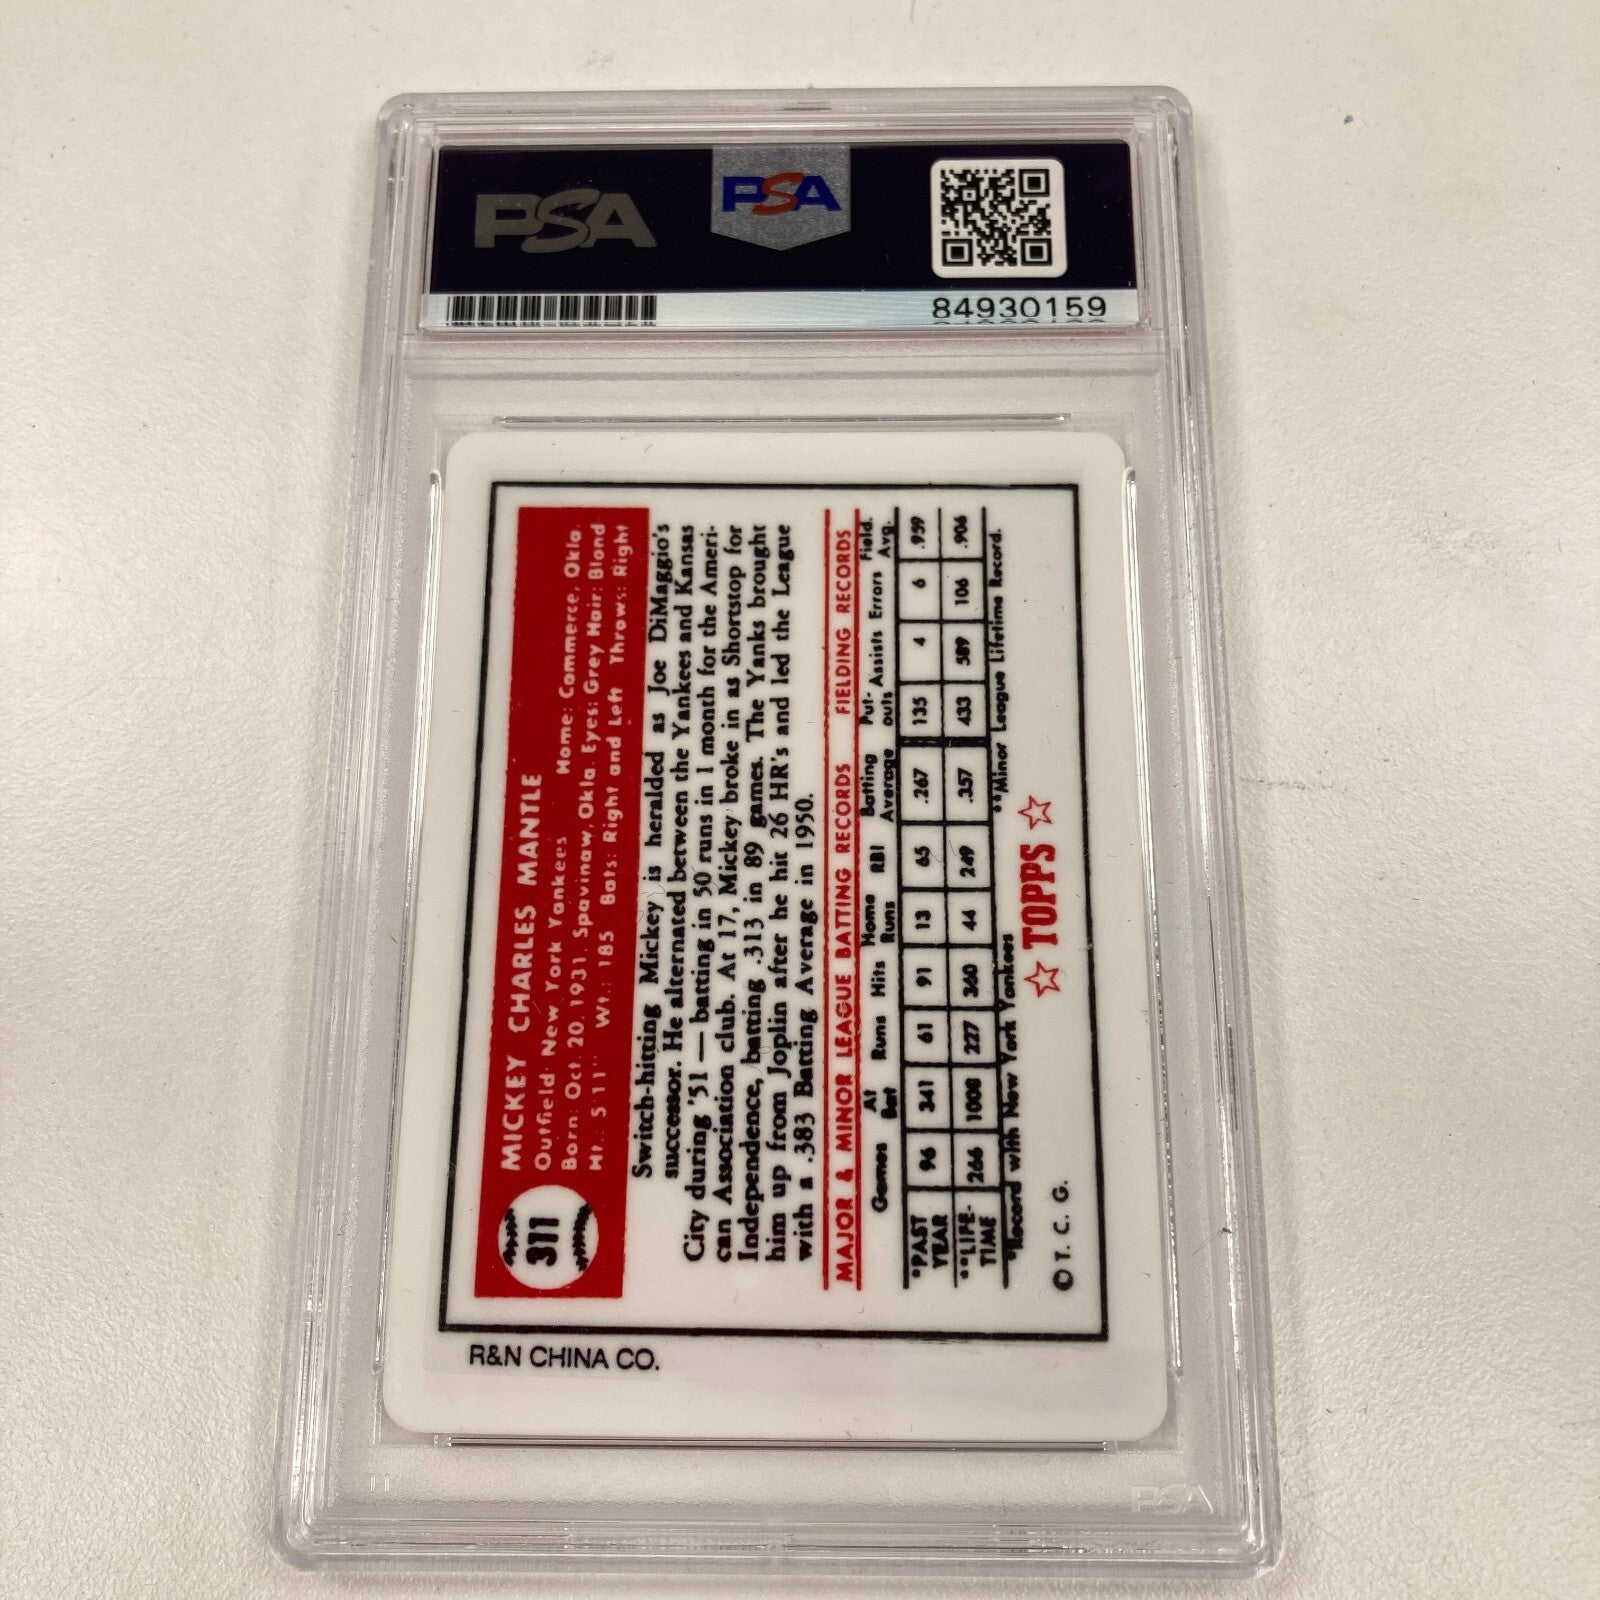 PSA
PSA
84930159
311
MICKEY CHARLES MANTLE
Outfield: New York Yankees Home: Commerce, Okla.
Born: Oct. 20, 1931, Spavinaw, Okla. Eyes: Grey Hair: Blond
Ht.: 5'11" Wt.: 185 Bats: Right and Left Throws: Right
Switch-hitting Mickey is heralded as Joe DiMaggio's
successor. He alternated between the Yankees and Kansas
City during '51 — batting in 50 runs in 1 month for the Ameri-
can Association club. At 17, Mickey broke in as Shortstop for
Independence, batting .313 in 89 games. The Yanks brought
him up from Joplin after he hit 26 HR's and led the League
with a .383 Batting Average in 1950.
MAJOR & MINOR LEAGUE BATTING RECORDS FIELDING RECORDS
Games At Bat Runs Hits Home Runs RBI Batting Average Put-outs Assists Errors Field. Avg.
*PAST YEAR 96 341 61 91 13 65 .267 135 4 6 .959
**LIFE-TIME 266 1008 227 360 44 249 .357 433 589 106 .906
*Record with New York Yankees **Minor League Lifetime Record.
© T. C. G. ☆ TOPPS ☆
R&N CHINA CO.
PSA